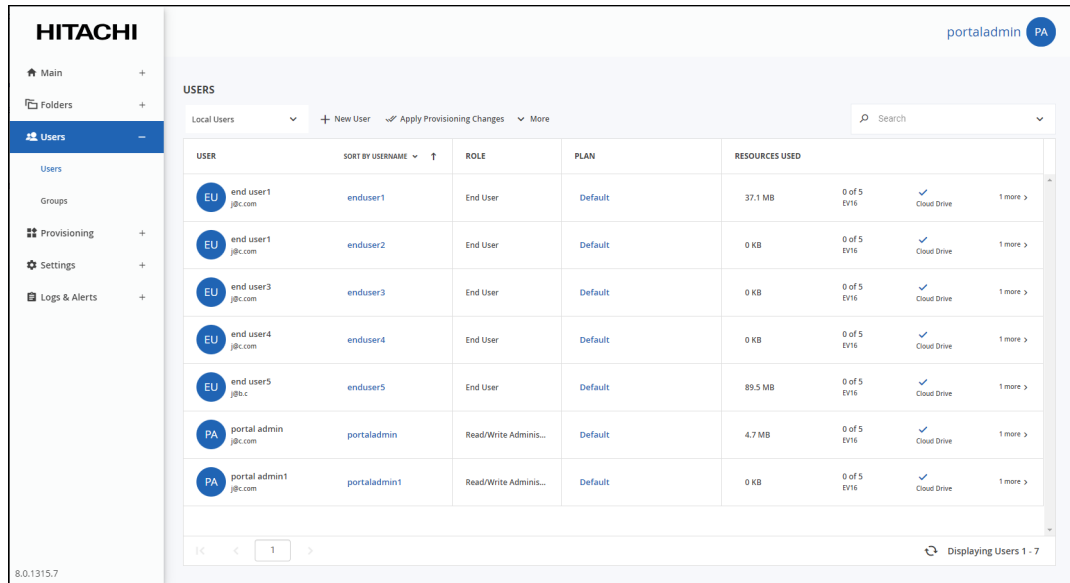 HITACHI
portaladmin PA
Main +
Folders +
Users −
Users
Groups
Provisioning +
Settings +
Logs & Alerts +
8.0.1315.7
USERS
Local Users
+ New User Apply Provisioning Changes More
Search
USER SORT BY USERNAME ↑ ROLE PLAN RESOURCES USED
EU end user1 enduser1 End User Default 37.1 MB 0 of 5 1 more >
j@c.com EV16 Cloud Drive
EU end user1 enduser2 End User Default 0 KB 0 of 5 1 more >
j@c.com EV16 Cloud Drive
EU end user3 enduser3 End User Default 0 KB 0 of 5 1 more >
j@c.com EV16 Cloud Drive
EU end user4 enduser4 End User Default 0 KB 0 of 5 1 more >
j@c.com EV16 Cloud Drive
EU end user5 enduser5 End User Default 89.5 MB 0 of 5 1 more >
j@b.c EV16 Cloud Drive
PA portal admin portaladmin Read/Write Adminis... Default 4.7 MB 0 of 5 1 more >
j@c.com EV16 Cloud Drive
PA portal admin1 portaladmin1 Read/Write Adminis... Default 0 KB 0 of 5 1 more >
j@c.com EV16 Cloud Drive
1
Displaying Users 1 - 7